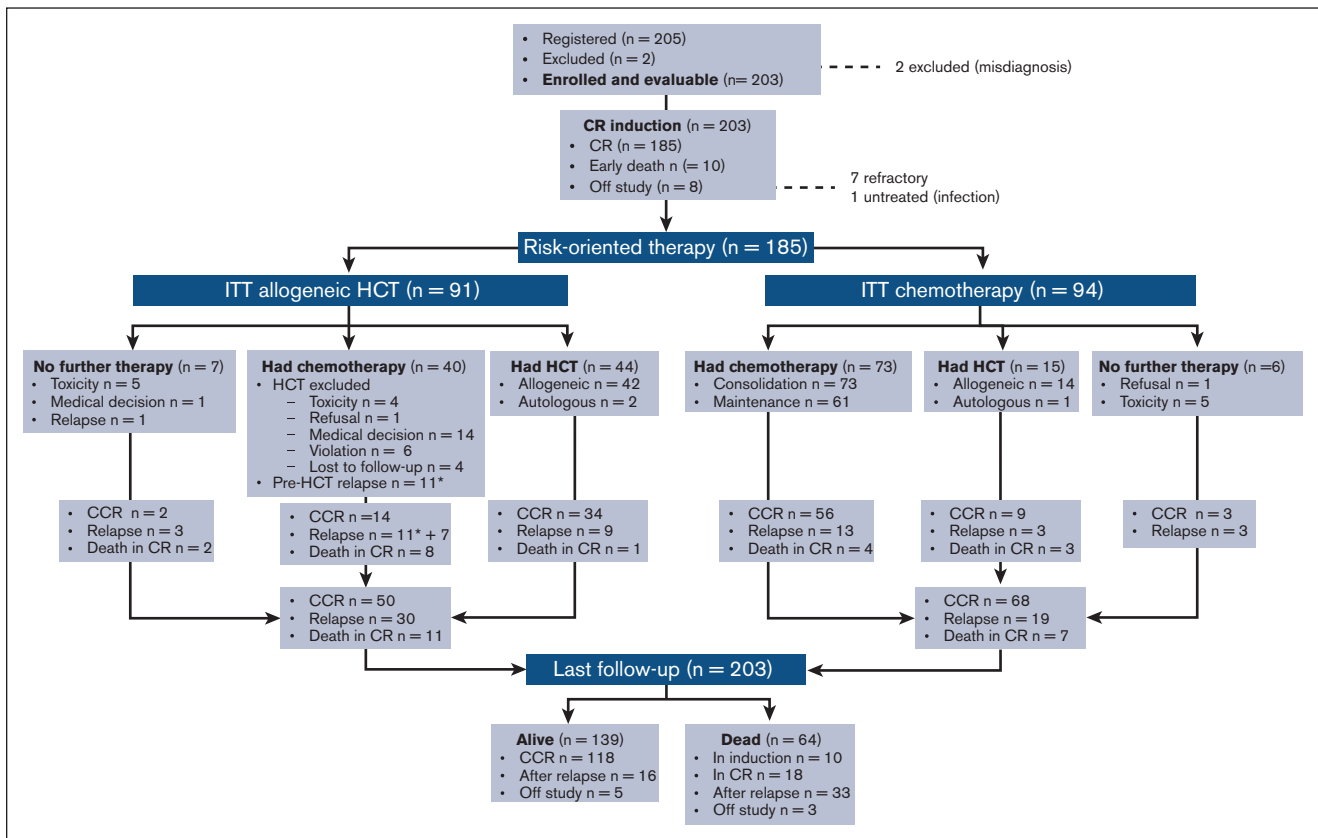 • Registered (n = 205)
• Excluded (n = 2)
• Enrolled and evaluable (n= 203)
2 excluded (misdiagnosis)
CR induction (n = 203)
• CR (n = 185)
• Early death n (= 10)
• Off study (n = 8)
7 refractory
1 untreated (infection)
Risk-oriented therapy (n = 185)
ITT allogeneic HCT (n = 91)
ITT chemotherapy (n = 94)
No further therapy (n = 7)
• Toxicity n = 5
• Medical decision n = 1
• Relapse n = 1
Had chemotherapy (n = 40)
• HCT excluded
– Toxicity n = 4
– Refusal n = 1
– Medical decision n = 14
– Violation n = 6
– Lost to follow-up n = 4
• Pre-HCT relapse n = 11*
Had HCT (n = 44)
• Allogeneic n = 42
• Autologous n = 2
Had chemotherapy (n = 73)
• Consolidation n = 73
• Maintenance n = 61
Had HCT (n = 15)
• Allogeneic n = 14
• Autologous n = 1
No further therapy (n =6)
• Refusal n = 1
• Toxicity n = 5
• CCR n = 2
• Relapse n = 3
• Death in CR n = 2
• CCR n =14
• Relapse n = 11* + 7
• Death in CR n = 8
• CCR n = 34
• Relapse n = 9
• Death in CR n = 1
• CCR n = 56
• Relapse n = 13
• Death in CR n = 4
• CCR n = 9
• Relapse n = 3
• Death in CR n = 3
• CCR n = 3
• Relapse n = 3
• CCR n = 50
• Relapse n = 30
• Death in CR n = 11
• CCR n = 68
• Relapse n = 19
• Death in CR n = 7
Last follow-up (n = 203)
Alive (n = 139)
• CCR n = 118
• After relapse n = 16
• Off study n = 5
Dead (n = 64)
• In induction n = 10
• In CR n = 18
• After relapse n = 33
• Off study n = 3